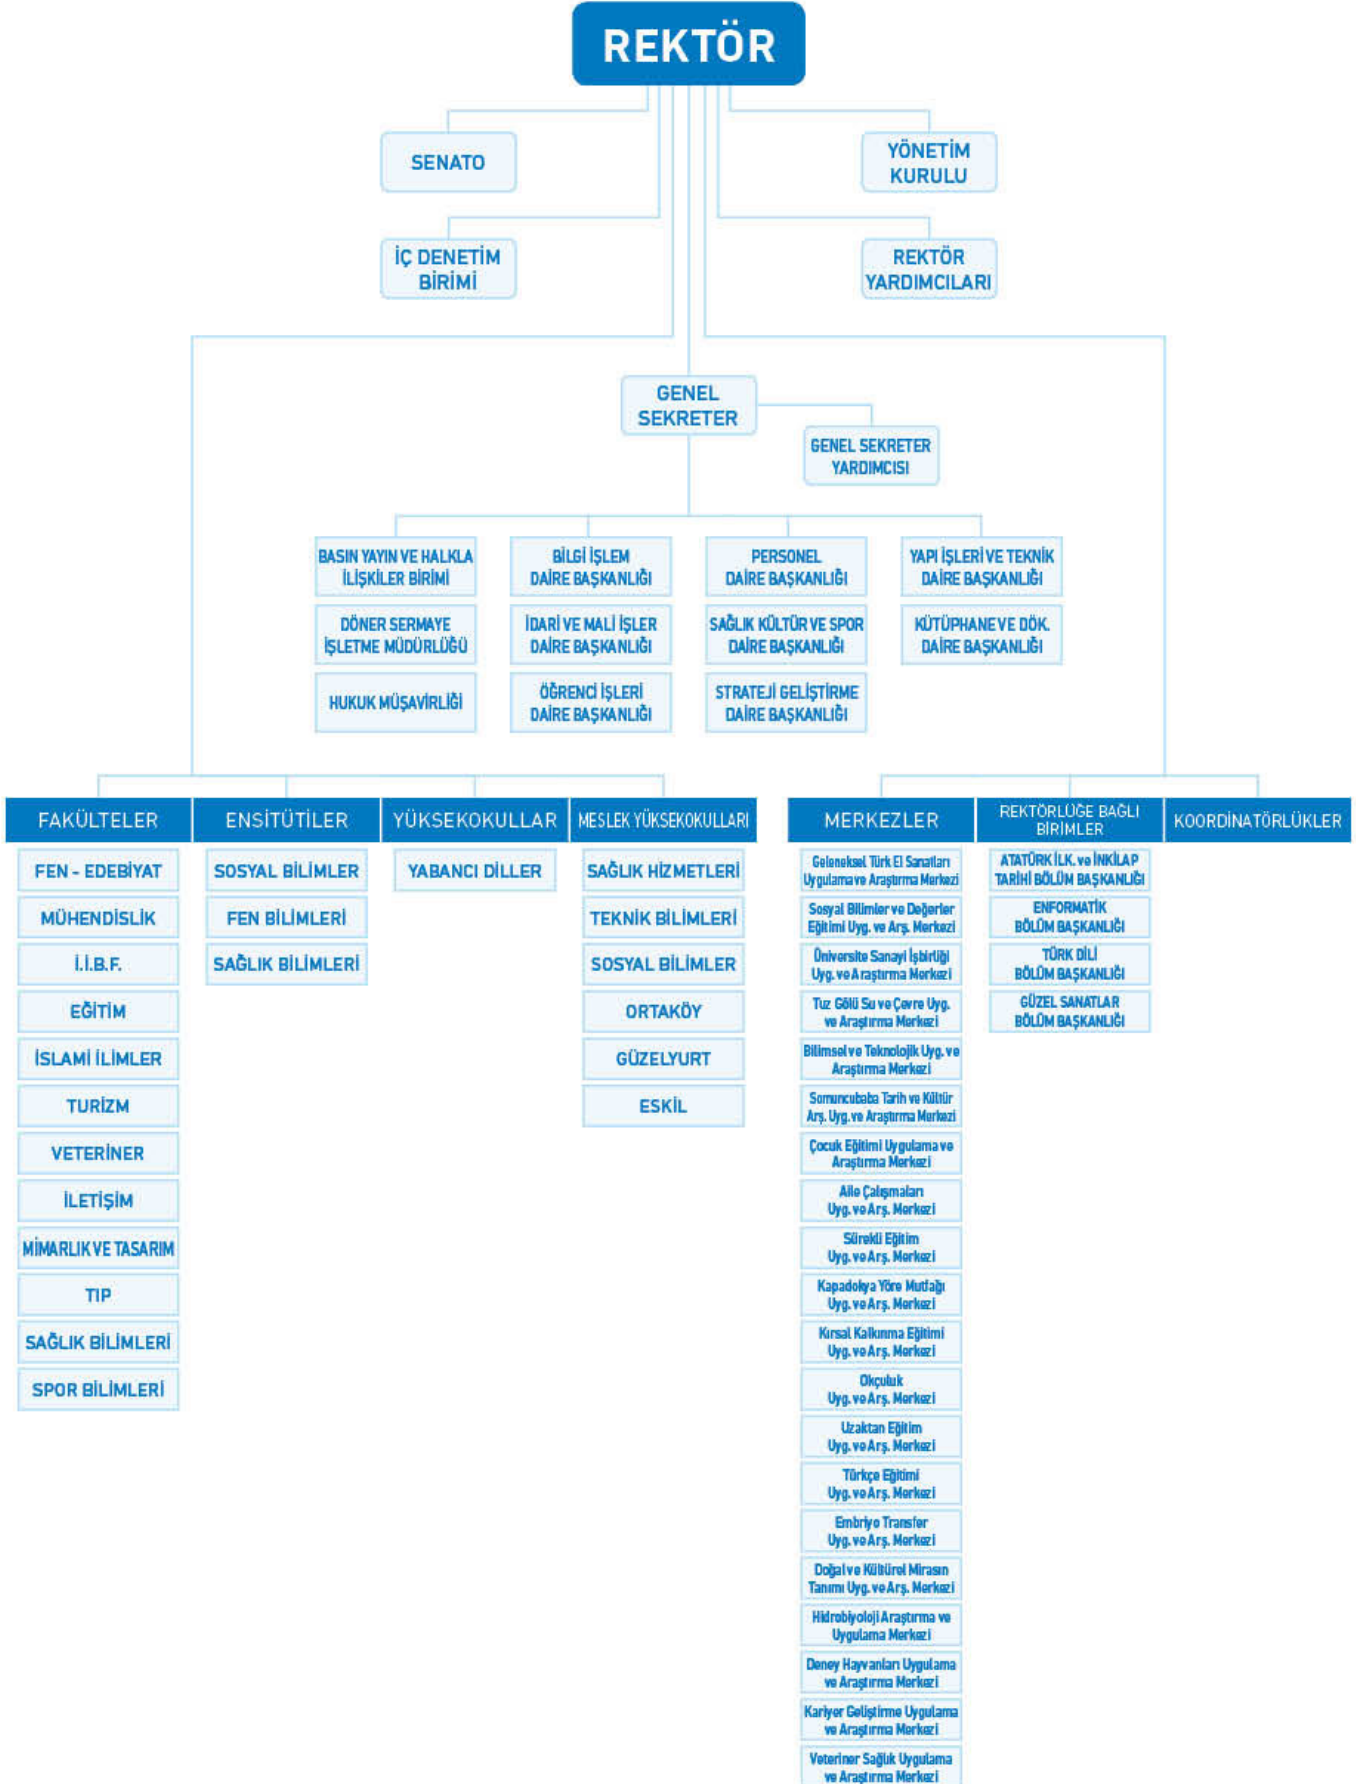 REKTÖR
SENATO
YÖNETİM
KURULU
İÇ DENETİM
BİRİMİ
REKTÖR
YARDIMCILARI
GENEL
SEKRETER
GENEL SEKRETER
YARDIMCISI
BASIN YAYIN VE HALKLA
İLİŞKİLER BİRİMİ
BİLGİ İŞLEM
DAİRE BAŞKANLIĞI
PERSONEL
DAİRE BAŞKANLIĞI
YAPI İŞLERİ VE TEKNİK
DAİRE BAŞKANLIĞI
DÖNER SERMAYE
İŞLETME MÜDÜRLÜĞÜ
İDARİ VE MALİ İŞLER
DAİRE BAŞKANLIĞI
SAĞLIK KÜLTÜR VE SPOR
DAİRE BAŞKANLIĞI
KÜTÜPHANE VE DÖK.
DAİRE BAŞKANLIĞI
HUKUK MÜŞAVİRLİĞİ
ÖĞRENCİ İŞLERİ
DAİRE BAŞKANLIĞI
STRATEJİ GELİŞTİRME
DAİRE BAŞKANLIĞI
FAKÜLTELER
FEN - EDEBİYAT
MÜHENDİSLİK
İ.İ.B.F.
EĞİTİM
İSLAMİ İLİMLER
TURİZM
VETERİNER
İLETİŞİM
MİMARLIK VE TASARIM
TIP
SAĞLIK BİLİMLERİ
SPOR BİLİMLERİ
ENSİTÜTİLER
SOSYAL BİLİMLER
FEN BİLİMLERİ
SAĞLIK BİLİMLERİ
YÜKSEKOKULLAR
YABANCI DİLLER
MESLEK YÜKSEKOKULLARI
SAĞLIK HİZMETLERİ
TEKNİK BİLİMLERİ
SOSYAL BİLİMLER
ORTAKÖY
GÜZELYURT
ESKİL
MERKEZLER
Geleneksel Türk El Sanatları
Uygulama ve Araştırma Merkezi
Sosyal Bilimler ve Değerler
Eğitimi Uyg. ve Arş. Merkezi
Üniversite Sanayi İşbirliği
Uyg. ve Araştırma Merkezi
Tuz Gölü Su ve Çevre Uyg.
ve Araştırma Merkezi
Bilimsel ve Teknolojik Uyg. ve
Araştırma Merkezi
Somuncubaba Tarih ve Kültür
Arş. Uyg. ve Araştırma Merkezi
Çocuk Eğitimi Uygulama ve
Araştırma Merkezi
Aile Çalışmaları
Uyg. ve Arş. Merkezi
Sürekli Eğitim
Uyg. ve Arş. Merkezi
Kapadokya Yöre Mutfağı
Uyg. ve Arş. Merkezi
Kırsal Kalkınma Eğitimi
Uyg. ve Arş. Merkezi
Okçuluk
Uyg. ve Arş. Merkezi
Uzaktan Eğitim
Uyg. ve Arş. Merkezi
Türkçe Eğitimi
Uyg. ve Arş. Merkezi
Embriyo Transfer
Uyg. ve Arş. Merkezi
Doğal ve Kültürel Mirasın
Tanımı Uyg. ve Arş. Merkezi
Hidrobiyoloji Araştırma ve
Uygulama Merkezi
Deney Hayvanları Uygulama
ve Araştırma Merkezi
Kariyer Geliştirme Uygulama
ve Araştırma Merkezi
Veteriner Sağlık Uygulama
ve Araştırma Merkezi
REKTÖRLÜĞE BAĞLI
BİRİMLER
ATATÜRK İLK. ve İNKİLAP
TARİHİ BÖLÜM BAŞKANLIĞI
ENFORMATİK
BÖLÜM BAŞKANLIĞI
TÜRK DİLİ
BÖLÜM BAŞKANLIĞI
GÜZEL SANATLAR
BÖLÜM BAŞKANLIĞI
KOORDİNATÖRLÜKLER